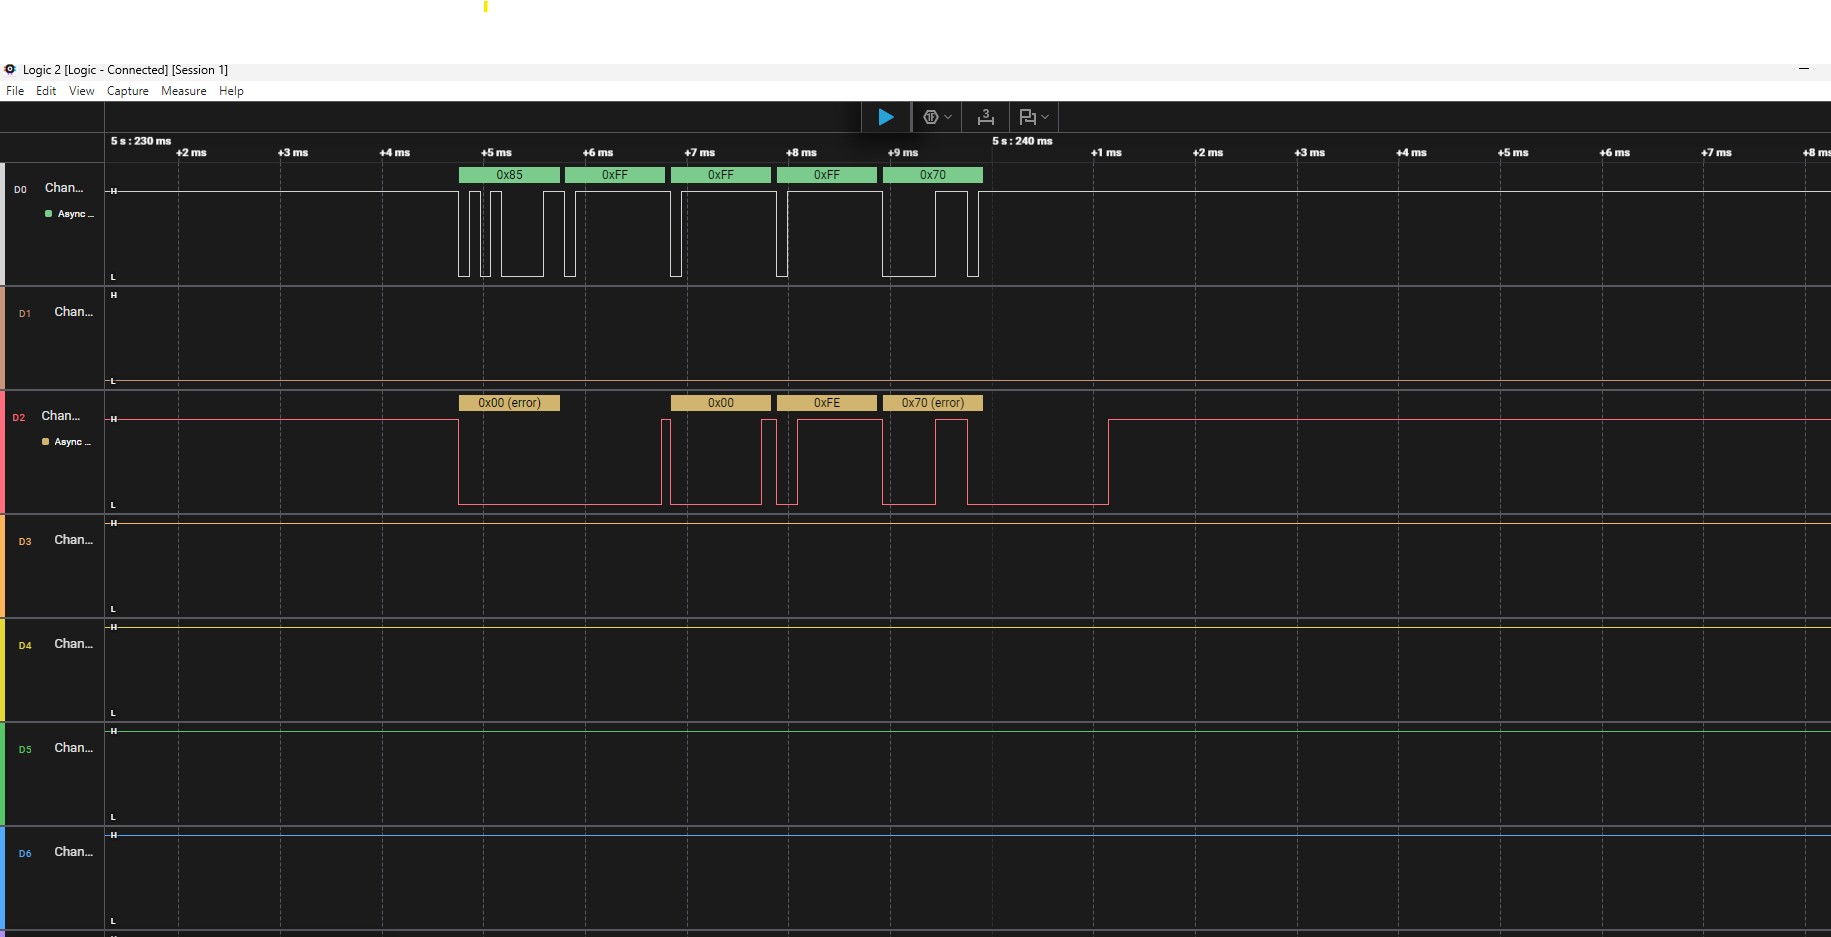 Logic 2 [Logic - Connected] [Session 1]
File Edit View Capture Measure Help
3
5 s : 230 ms 5 s : 240 ms
+2 ms +3 ms +4 ms +5 ms +6 ms +7 ms +8 ms +9 ms +1 ms +2 ms +3 ms +4 ms +5 ms +6 ms +7 ms +8 ms
0x85 0xFF 0xFF 0xFF 0x70
D0 Chan... H
Async ...
L
H
D1 Chan...
L
0x00 (error) 0x00 0xFE 0x70 (error)
D2 Chan... H
Async ...
L
H
D3 Chan...
L
H
D4 Chan...
L
H
D5 Chan...
L
H
D6 Chan...
L